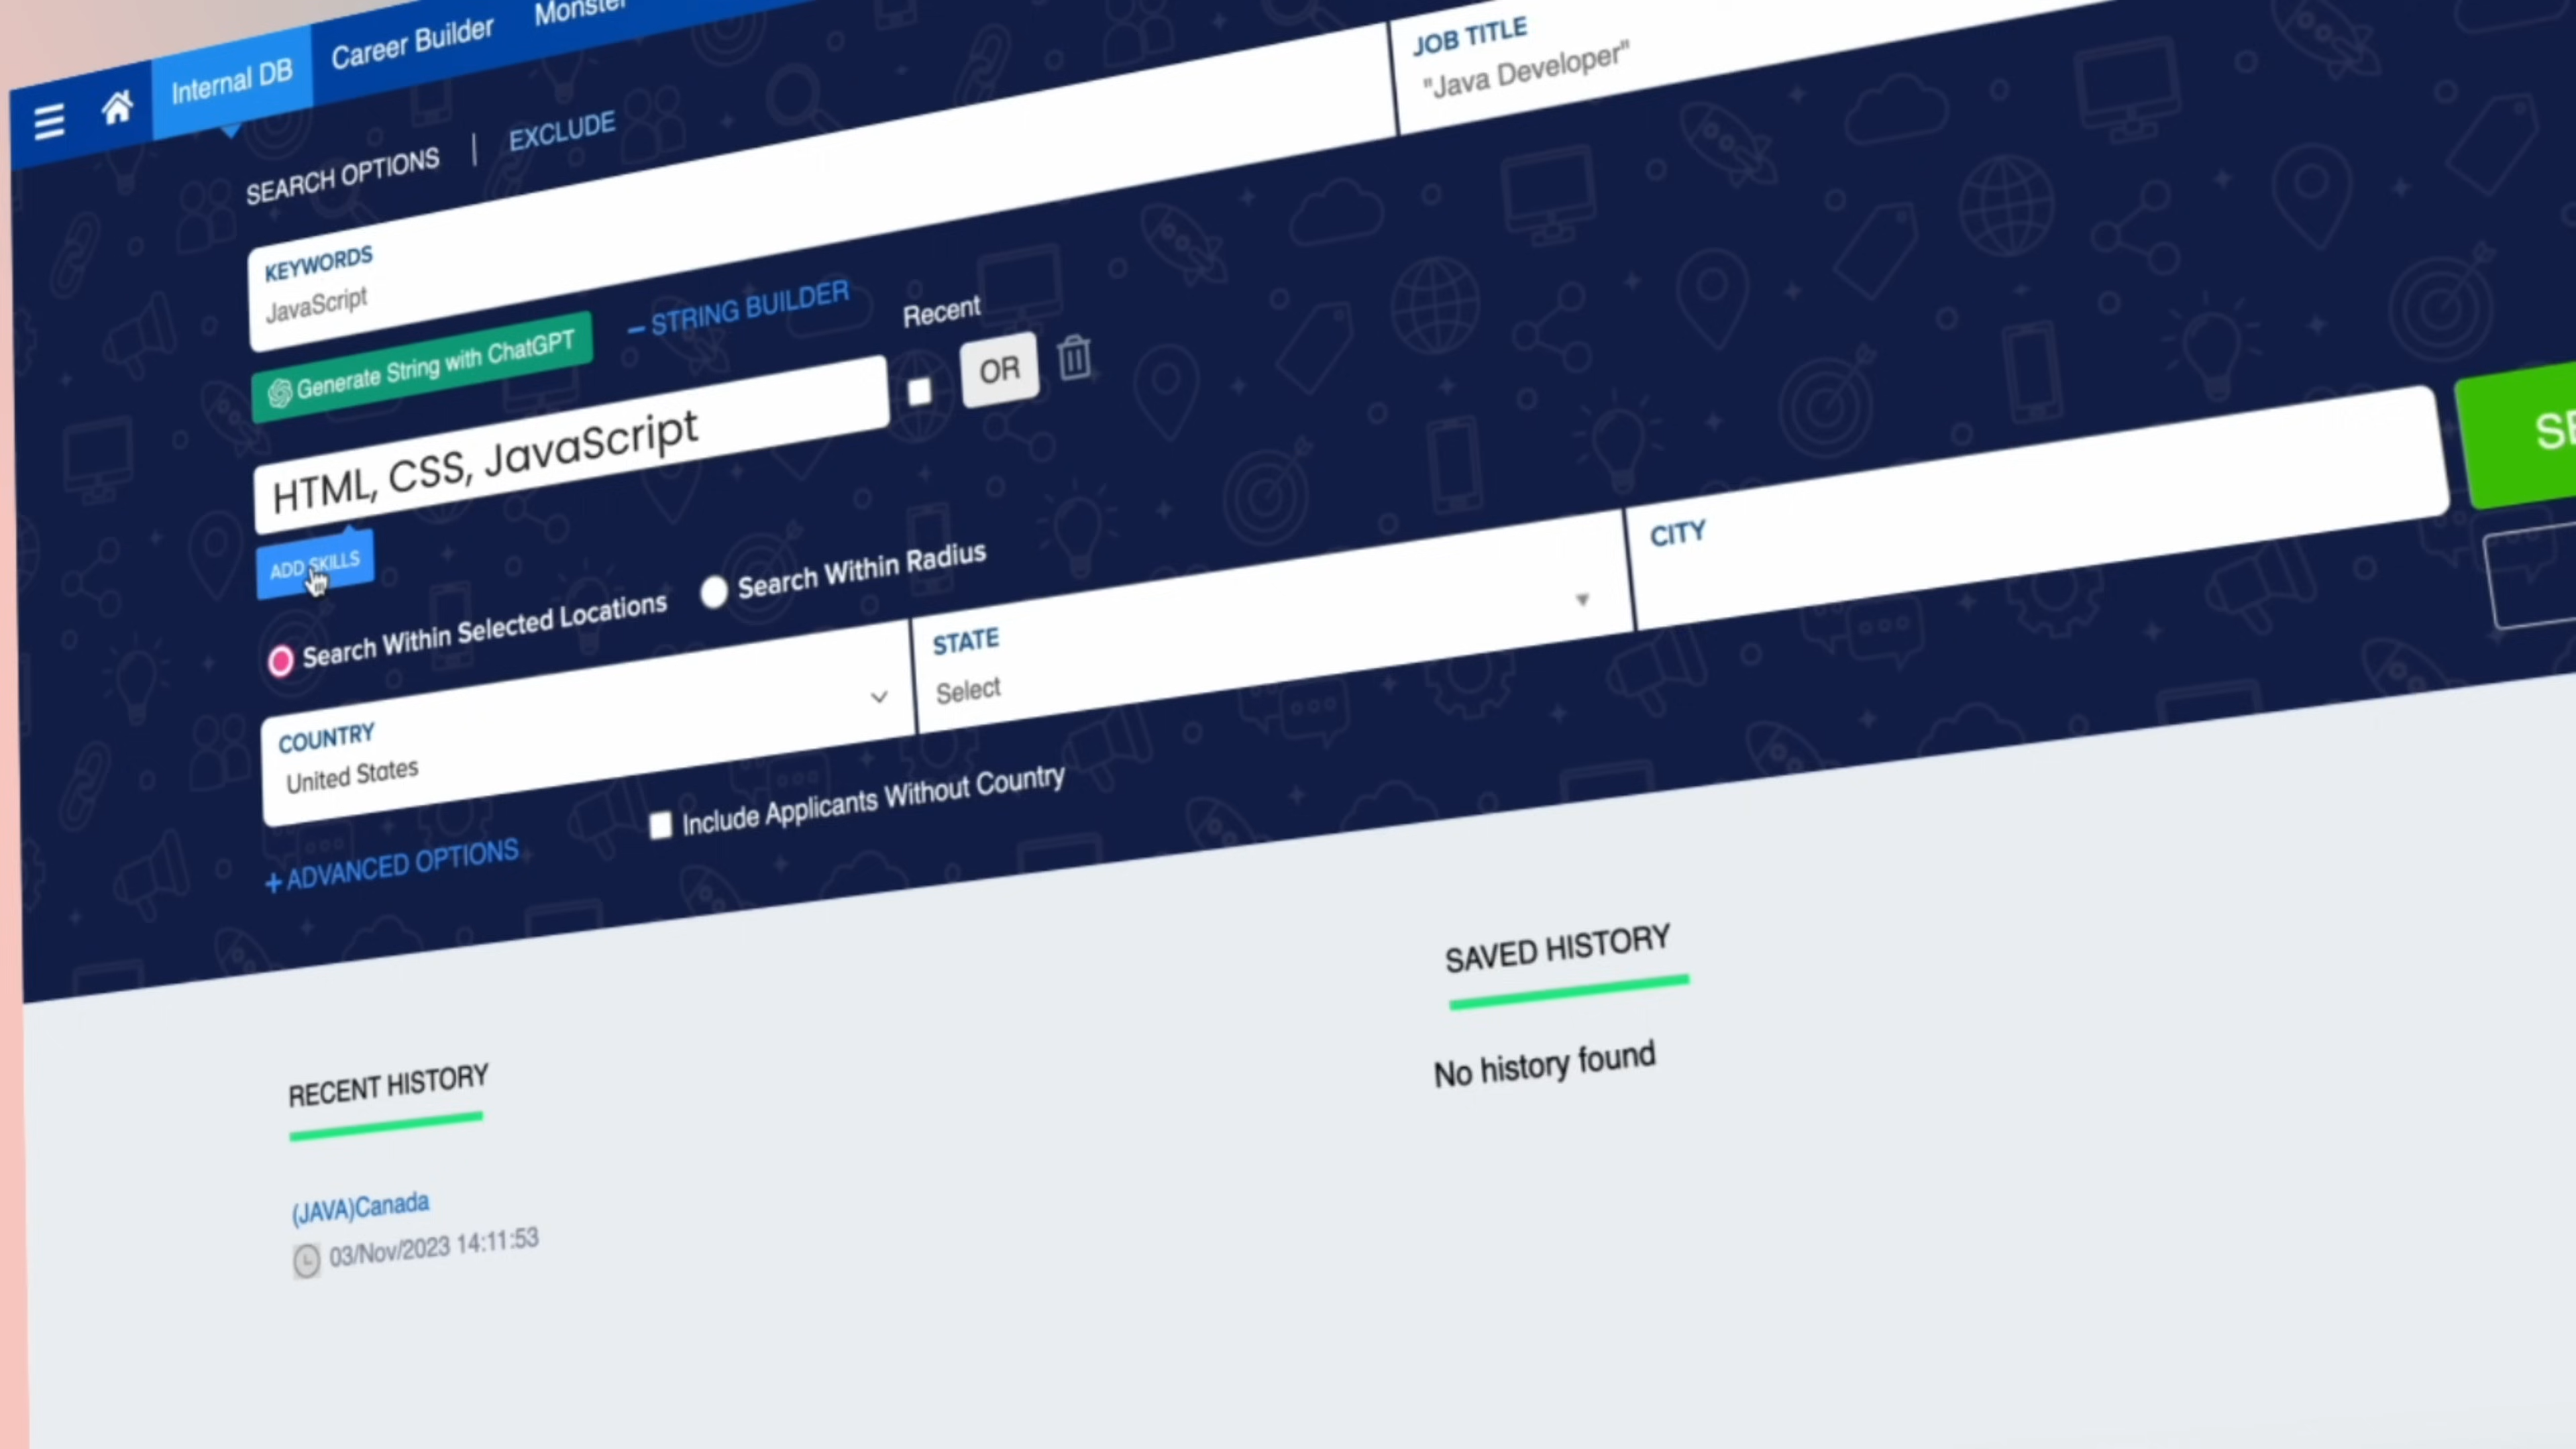 Internal DB
Career Builder
Monster
SEARCH OPTIONS | EXCLUDE
KEYWORDS
JavaScript
JOB TITLE
"Java Developer"
Generate String with ChatGPT
– STRING BUILDER
Recent
HTML, CSS, JavaScript
OR
ADD SKILLS
Search Within Selected Locations
Search Within Radius
COUNTRY
United States
STATE
Select
CITY
+ ADVANCED OPTIONS
Include Applicants Without Country
RECENT HISTORY
(JAVA)Canada
03/Nov/2023 14:11:53
SAVED HISTORY
No history found